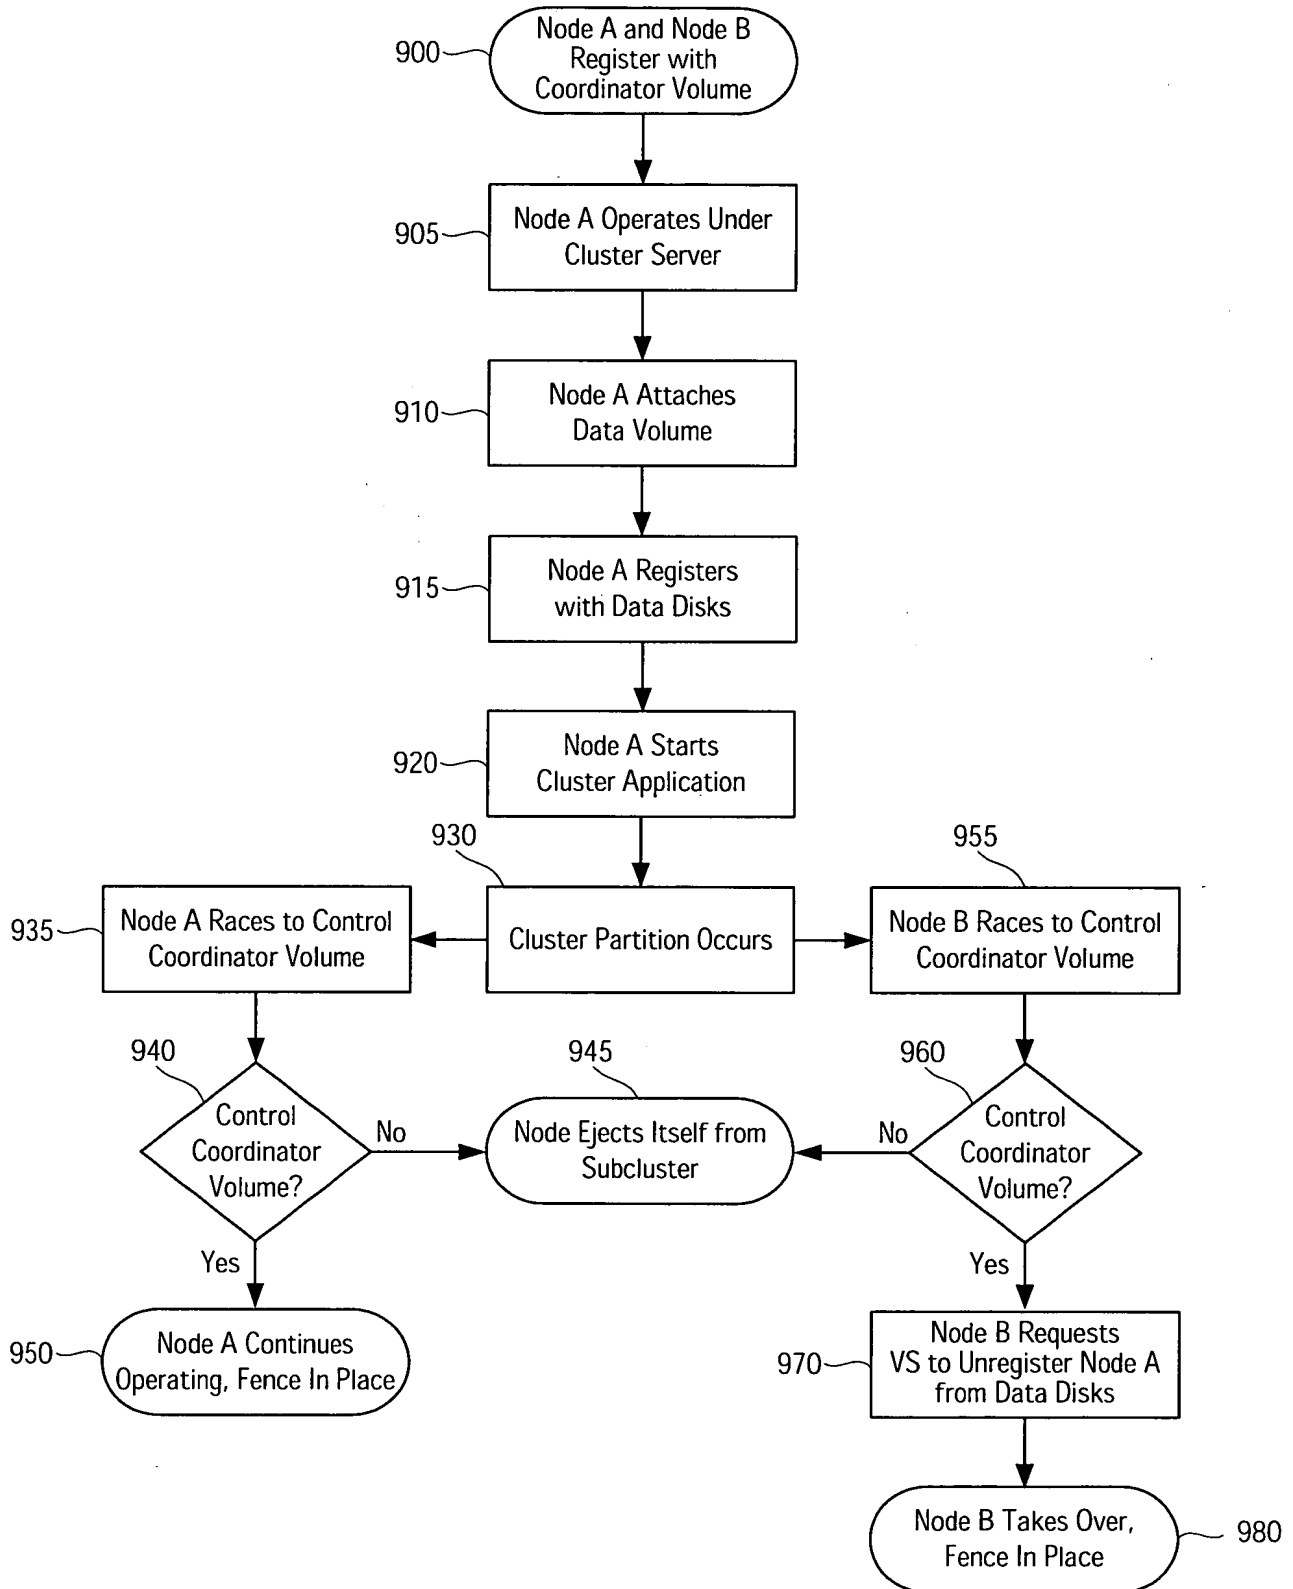 900
Node A and Node B
Register with
Coordinator Volume
905
Node A Operates Under
Cluster Server
910
Node A Attaches
Data Volume
915
Node A Registers
with Data Disks
920
Node A Starts
Cluster Application
930
955
935
Node A Races to Control
Coordinator Volume
Cluster Partition Occurs
Node B Races to Control
Coordinator Volume
940
945
960
Control
Coordinator
Volume?
No
Node Ejects Itself from
Subcluster
No
Control
Coordinator
Volume?
Yes
Yes
950
Node A Continues
Operating, Fence In Place
970
Node B Requests
VS to Unregister Node A
from Data Disks
Node B Takes Over,
Fence In Place
980